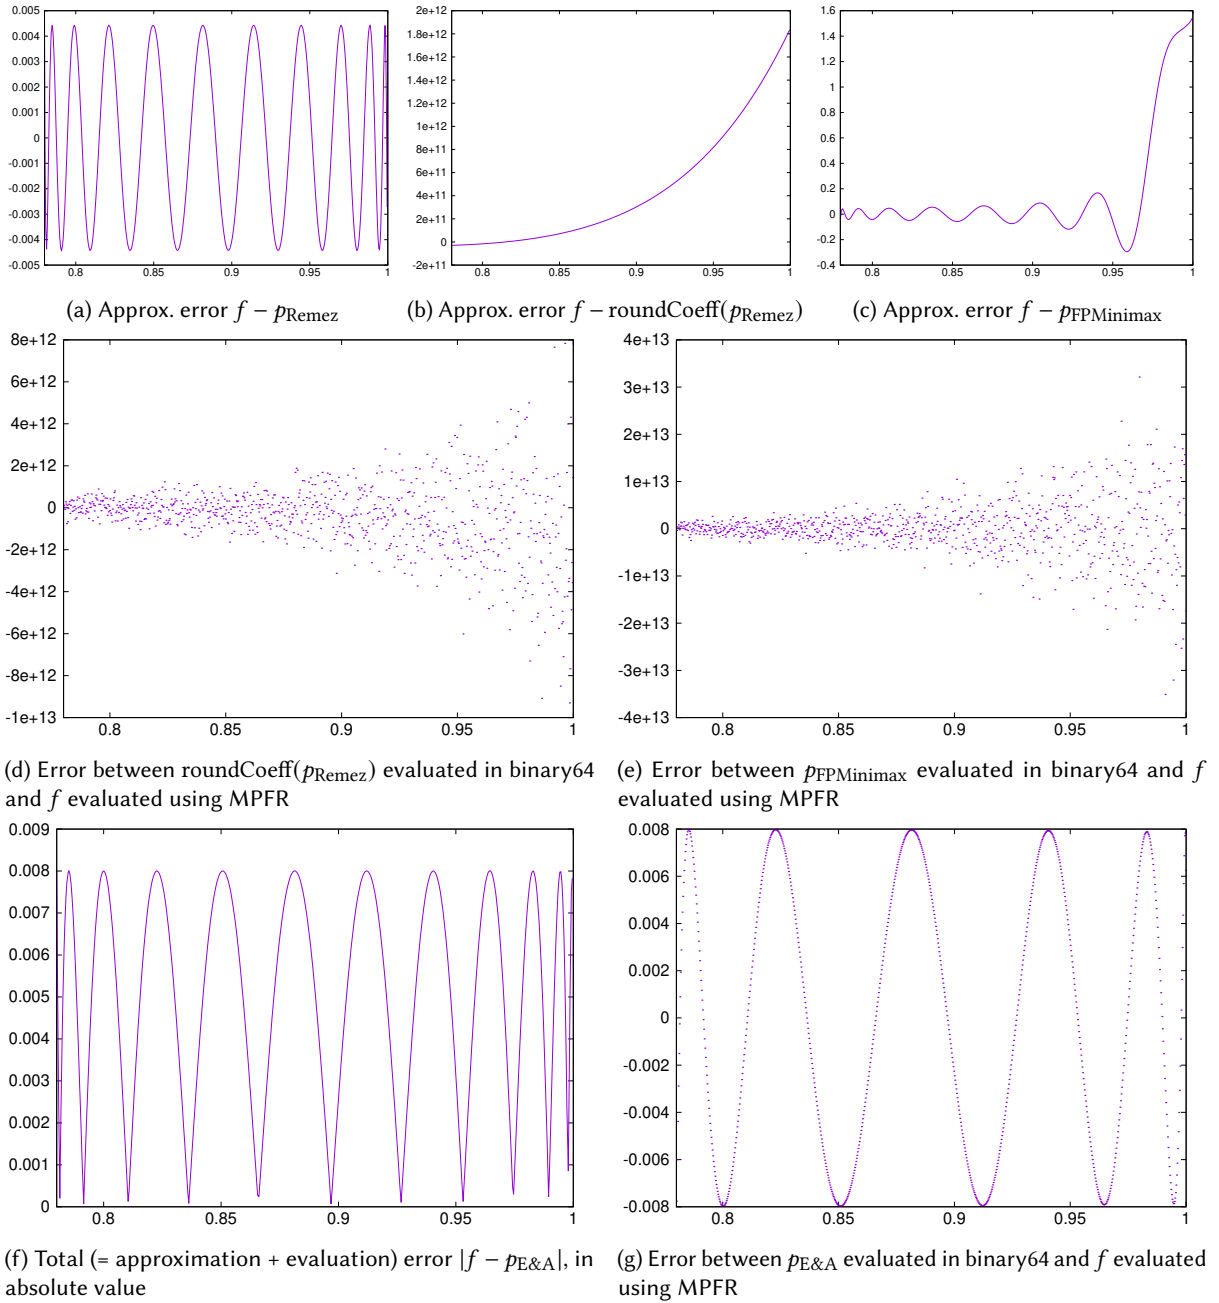 0.005
0.004
0.003
0.002
0.001
0
-0.001
-0.002
-0.003
-0.004
-0.005
0.8 0.85 0.9 0.95 1
2e+12
1.8e+12
1.6e+12
1.4e+12
1.2e+12
1e+12
8e+11
6e+11
4e+11
2e+11
0
-2e+11
0.8 0.85 0.9 0.95 1
1.6
1.4
1.2
1
0.8
0.6
0.4
0.2
0
-0.2
-0.4
0.8 0.85 0.9 0.95 1
(a) Approx. error f − pRemez
(b) Approx. error f − roundCoeff(pRemez)
(c) Approx. error f − pFPMinimax
8e+12
6e+12
4e+12
2e+12
0
-2e+12
-4e+12
-6e+12
-8e+12
-1e+13
0.8 0.85 0.9 0.95 1
4e+13
3e+13
2e+13
1e+13
0
-1e+13
-2e+13
-3e+13
-4e+13
0.8 0.85 0.9 0.95 1
(d) Error between roundCoeff(pRemez) evaluated in binary64
and f evaluated using MPFR
(e) Error between pFPMinimax evaluated in binary64 and f
evaluated using MPFR
0.009
0.008
0.007
0.006
0.005
0.004
0.003
0.002
0.001
0
0.8 0.85 0.9 0.95 1
0.008
0.006
0.004
0.002
0
-0.002
-0.004
-0.006
-0.008
0.8 0.85 0.9 0.95 1
(f) Total (= approximation + evaluation) error |f − pE&A|, in
absolute value
(g) Error between pE&A evaluated in binary64 and f evaluated
using MPFR